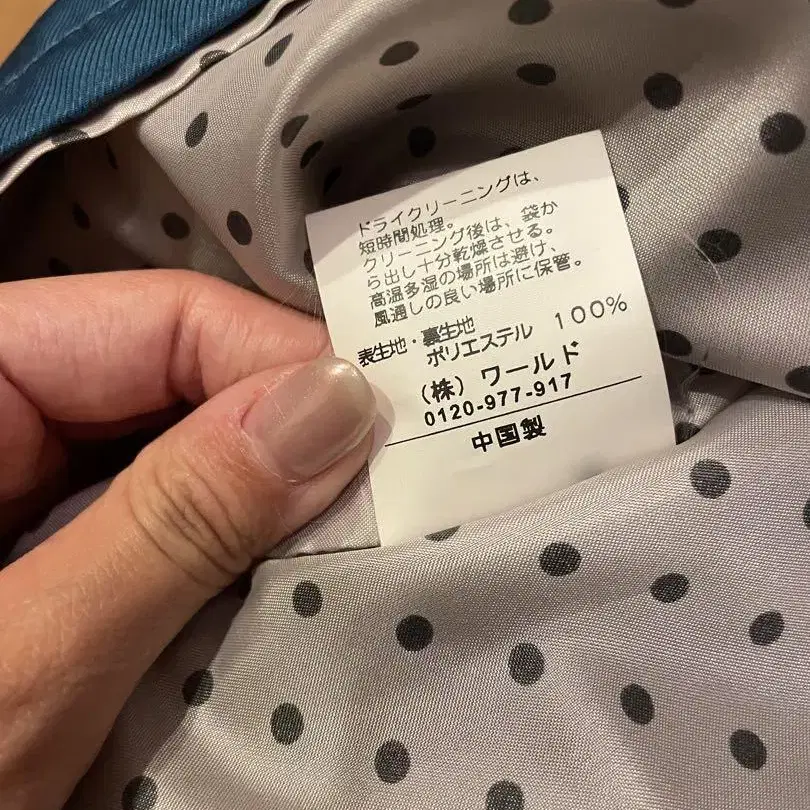 ドライクリーニングは、
短時間処理。
クリーニング後は、袋か
ら出し十分乾燥させる。
高温多湿の場所は避け、
風通しの良い場所に保管。
表生地・裏生地
ポリエステル 100%
(株)ワールド
0120-977-917
中国製